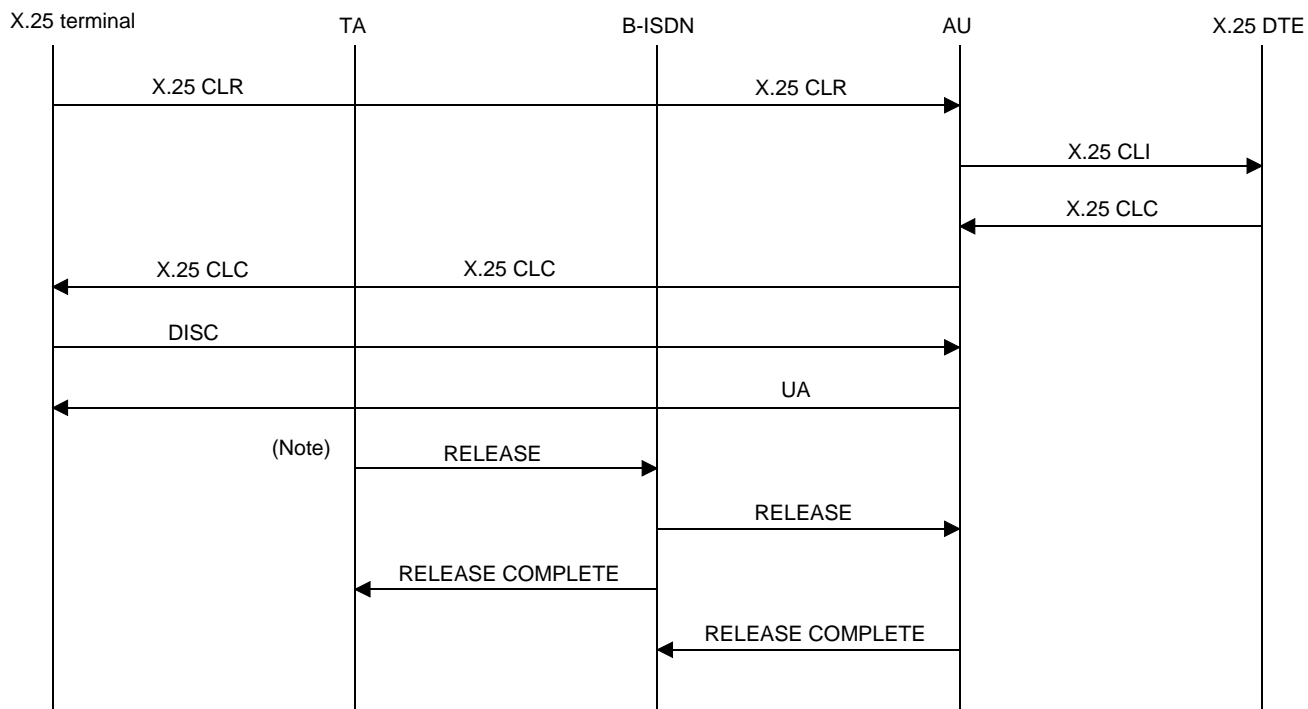 X.25 terminal
TA
B-ISDN
AU
X.25 DTE
X.25 CLR
X.25 CLR
X.25 CLI
X.25 CLC
X.25 CLC
X.25 CLC
DISC
UA
(Note)
RELEASE
RELEASE
RELEASE COMPLETE
RELEASE COMPLETE